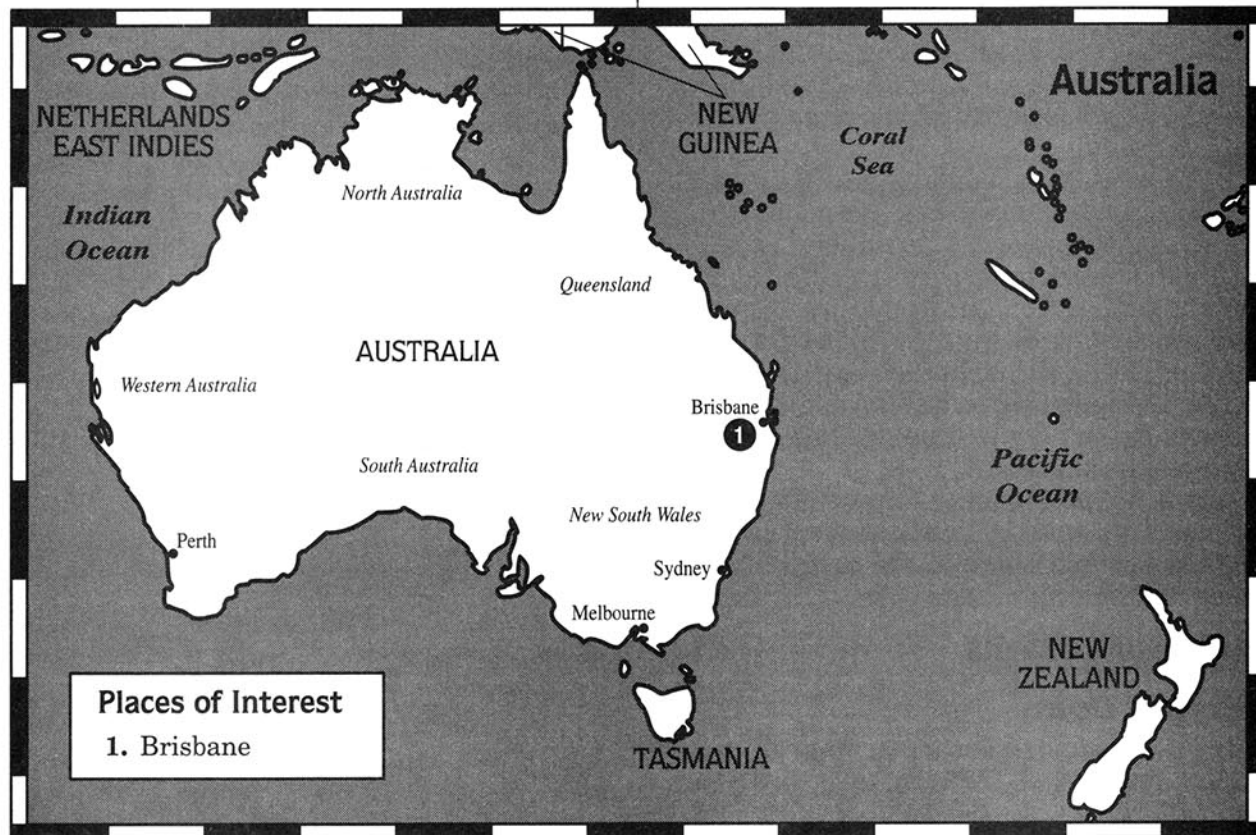 Australia
NETHERLANDS
EAST INDIES
NEW
GUINEA
Coral
Sea
North Australia
Indian
Ocean
Queensland
AUSTRALIA
Western Australia
Brisbane
1
South Australia
Pacific
Ocean
New South Wales
Perth
Sydney
Melbourne
NEW
ZEALAND
TASMANIA
Places of Interest
1. Brisbane